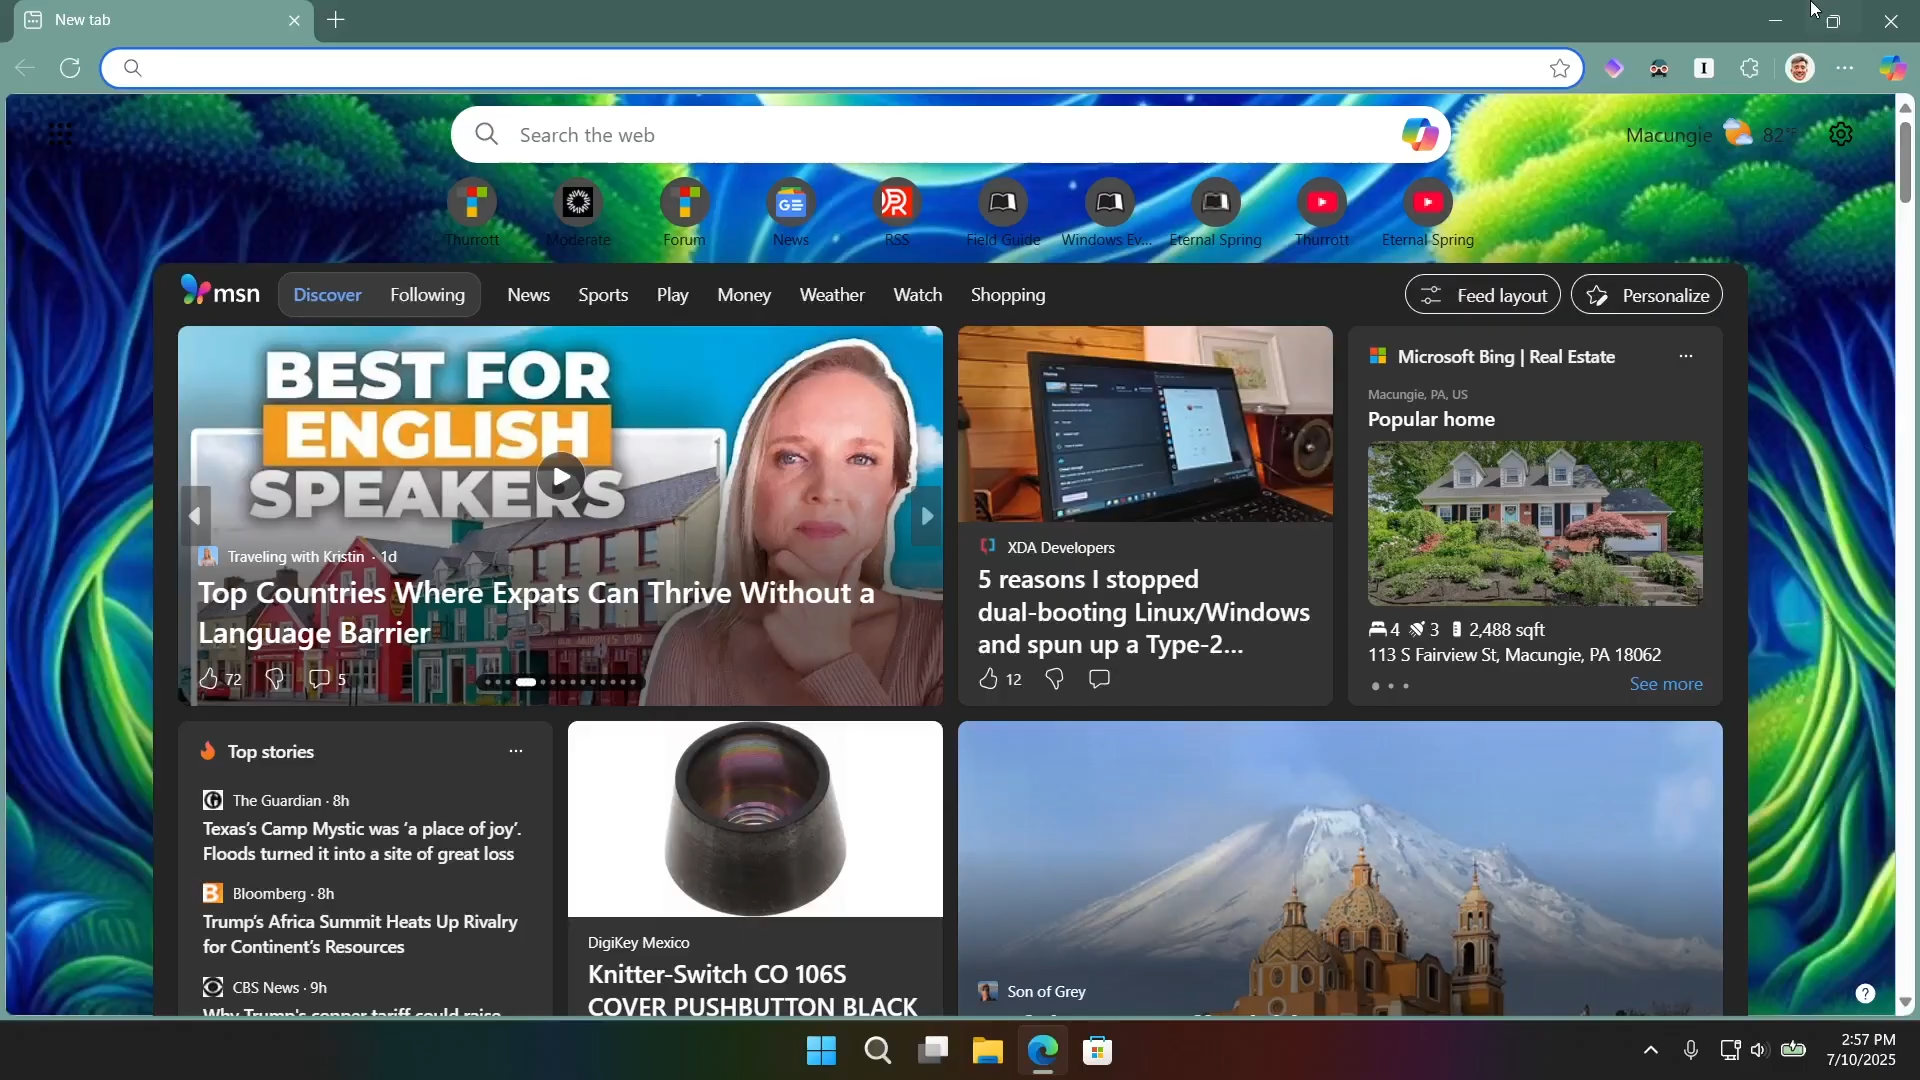 New tab
Search the web
Macungie 82°F
Thurrott
Moderate
Forum
News
RSS
Field Guide
Windows Ev...
Eternal Spring
Thurrott
Eternal Spring
msn
Discover
Following
News
Sports
Play
Money
Weather
Watch
Shopping
Feed layout
Personalize
BEST FOR
ENGLISH
SPEAKERS
Traveling with Kristin · 1d
Top Countries Where Expats Can Thrive Without a
Language Barrier
72
5
XDA Developers
5 reasons I stopped
dual-booting Linux/Windows
and spun up a Type-2...
12
Microsoft Bing | Real Estate
Macungie, PA, US
Popular home
4 3 2,488 sqft
113 S Fairview St, Macungie, PA 18062
See more
Top stories
The Guardian · 8h
Texas’s Camp Mystic was ‘a place of joy’.
Floods turned it into a site of great loss
Bloomberg · 8h
Trump’s Africa Summit Heats Up Rivalry
for Continent’s Resources
CBS News · 9h
Why Trump's copper tariff could raise
DigiKey Mexico
Knitter-Switch CO 106S
COVER PUSHBUTTON BLACK
Son of Grey
2:57 PM
7/10/2025